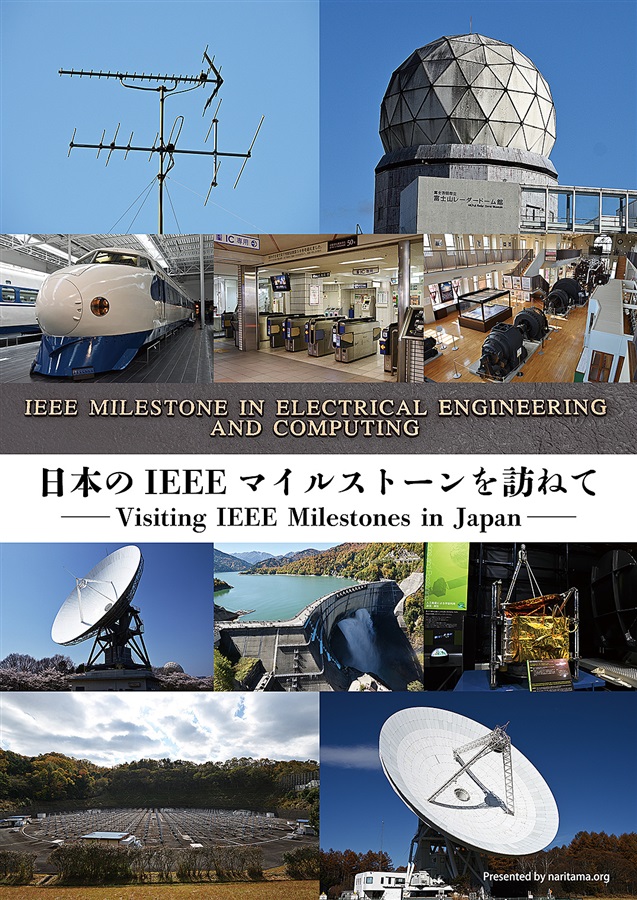 富士山レーダードーム館
IC専用
IEEE MILESTONE IN ELECTRICAL ENGINEERING
AND COMPUTING
日本の IEEE マイルストーンを訪ねて
Visiting IEEE Milestones in Japan
Presented by naritama.org